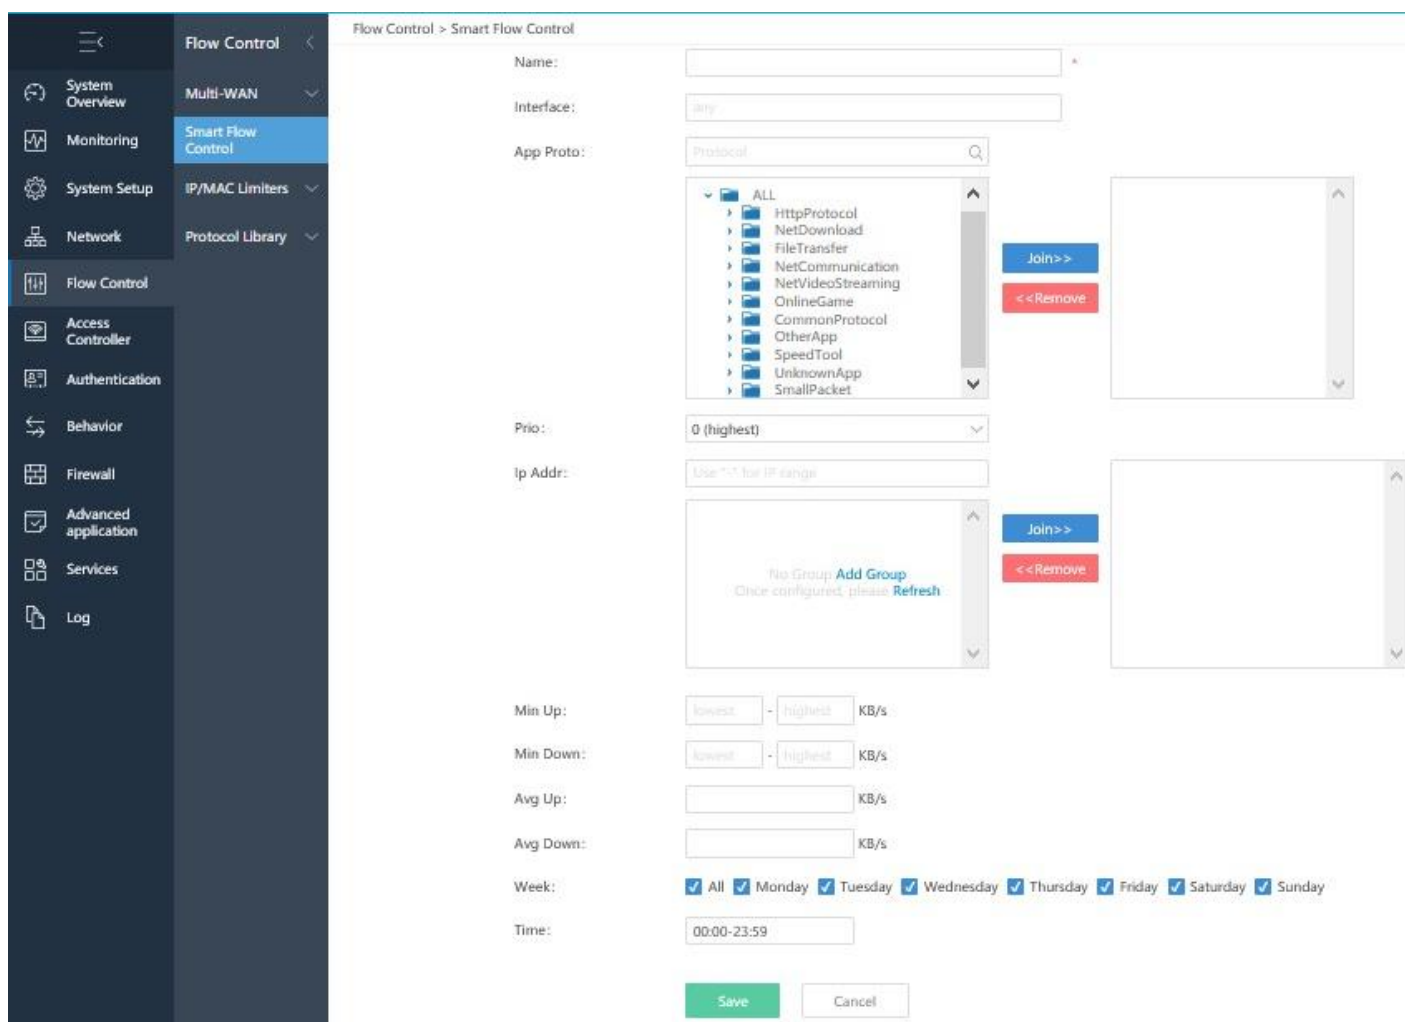 Flow Control
Flow Control > Smart Flow Control
System
Overview
Monitoring
System Setup
Network
Flow Control
Access
Controller
Authentication
Behavior
Firewall
Advanced
application
Services
Log
Multi-WAN
Smart Flow
Control
IP/MAC Limiters
Protocol Library
Name:
*
Interface:
any
App Proto:
Protocol
ALL
HttpProtocol
NetDownload
FileTransfer
NetCommunication
NetVideoStreaming
OnlineGame
CommonProtocol
OtherApp
SpeedTool
UnknownApp
SmallPacket
Join>>
<<Remove
Prio:
0 (highest)
Ip Addr:
Use "-" for IP range
No Group Add Group
Once configured, please Refresh
Join>>
<<Remove
Min Up:
lowest - highest KB/s
Min Down:
lowest - highest KB/s
Avg Up:
KB/s
Avg Down:
KB/s
Week:
All Monday Tuesday Wednesday Thursday Friday Saturday Sunday
Time:
00:00-23:59
Save
Cancel